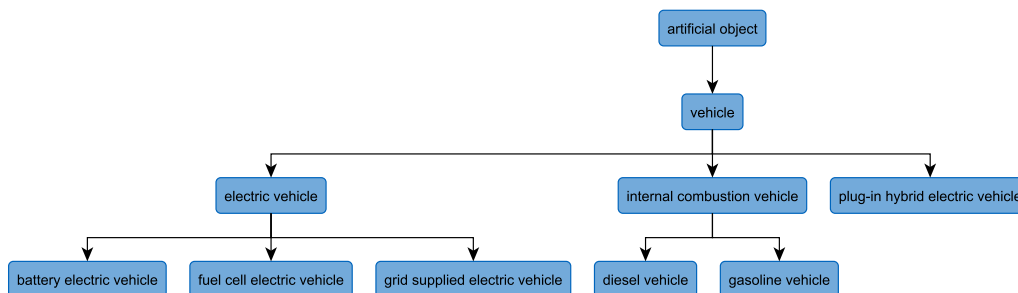 artificial object
vehicle
electric vehicle
internal combustion vehicle
plug-in hybrid electric vehicle
battery electric vehicle
fuel cell electric vehicle
grid supplied electric vehicle
diesel vehicle
gasoline vehicle